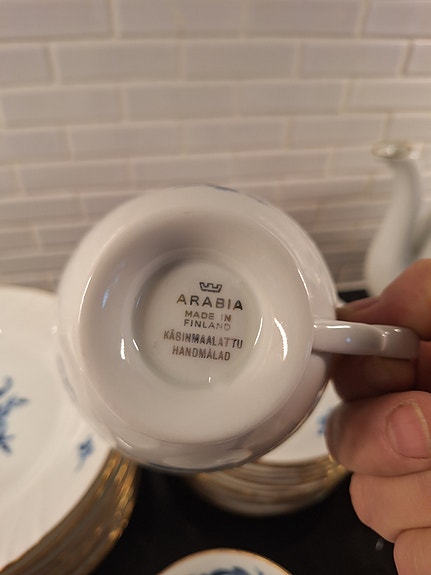 ARABIA
MADE IN
FINLAND
KÄSINMAALATTU
HANDMÅLAD